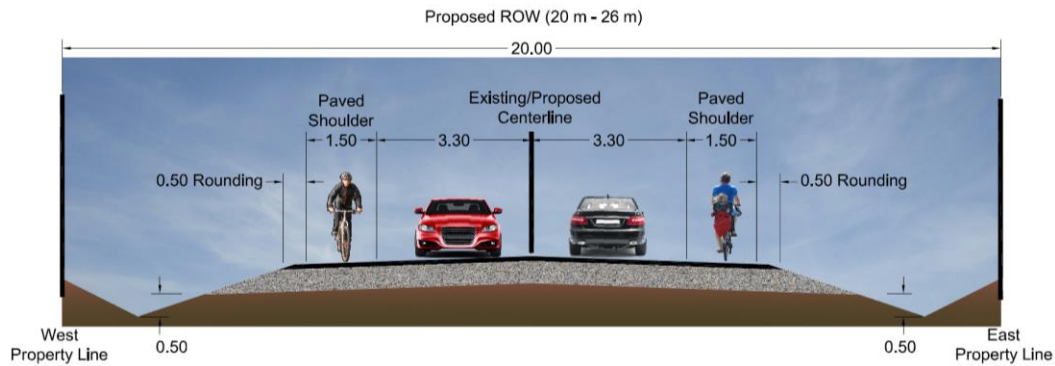 Proposed ROW (20 m - 26 m)
20.00
Paved
Shoulder
Existing/Proposed
Centerline
Paved
Shoulder
1.50
3.30
3.30
1.50
0.50 Rounding
0.50 Rounding
West
Property Line
0.50
0.50
East
Property Line